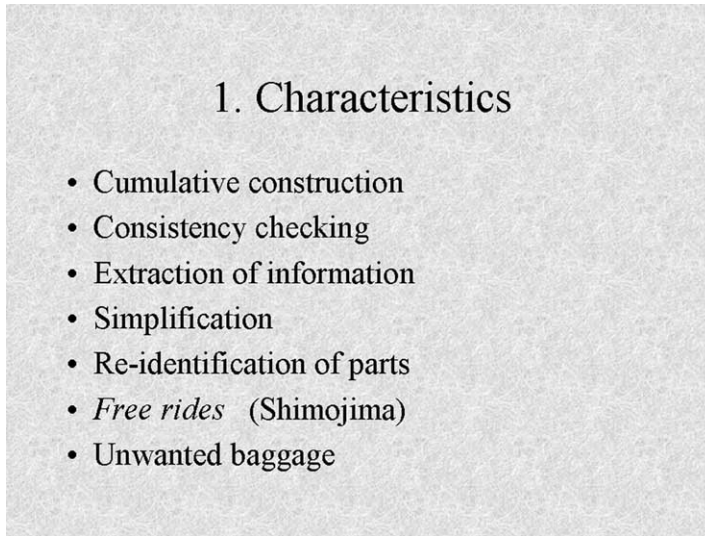 1. Characteristics
• Cumulative construction
• Consistency checking
• Extraction of information
• Simplification
• Re-identification of parts
• Free rides (Shimojima)
• Unwanted baggage